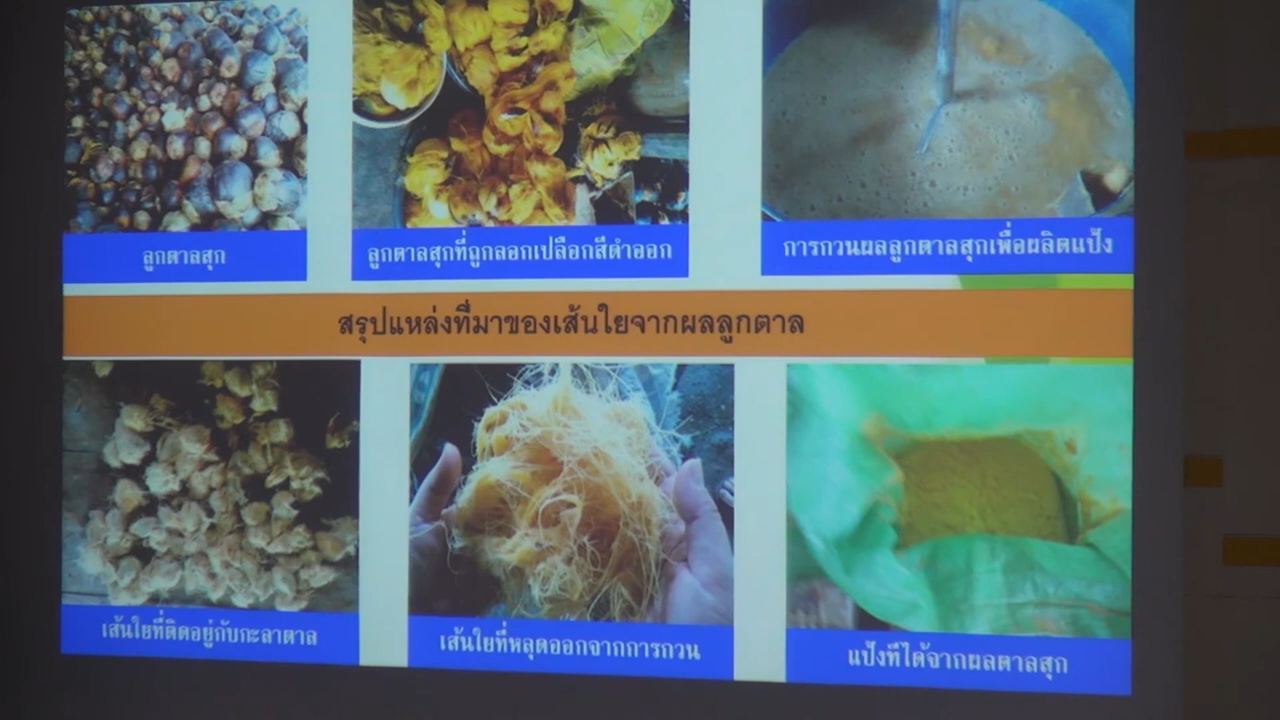 ลูกตาลสุก
ลูกตาลสุกที่ถูกลอกเปลือกสีดำออก
การกวนผลลูกตาลสุกเพื่อผลิตแป้ง
สรุปแหล่งที่มาของเส้นใยจากผลลูกตาล
เส้นใยที่ติดอยู่กับกะลาตาล
เส้นใยที่หลุดออกจากการกวน
แป้งที่ได้จากผลตาลสุก